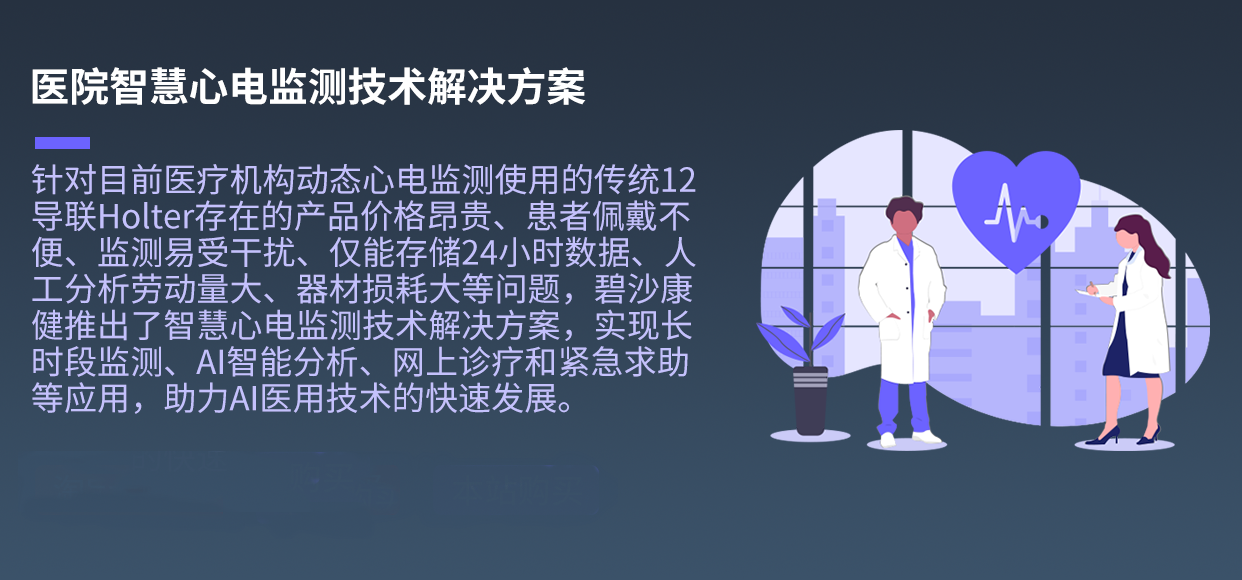 医院智慧心电监测技术解决方案
针对目前医疗机构动态心电监测使用的传统12
导联Holter存在的产品价格昂贵、患者佩戴不
便、监测易受干扰、仅能存储24小时数据、人
工分析劳动量大、器材损耗大等问题，碧沙康
健推出了智慧心电监测技术解决方案，实现长
时段监测、AI智能分析、网上诊疗和紧急求助
等应用，助力AI医用技术的快速发展。